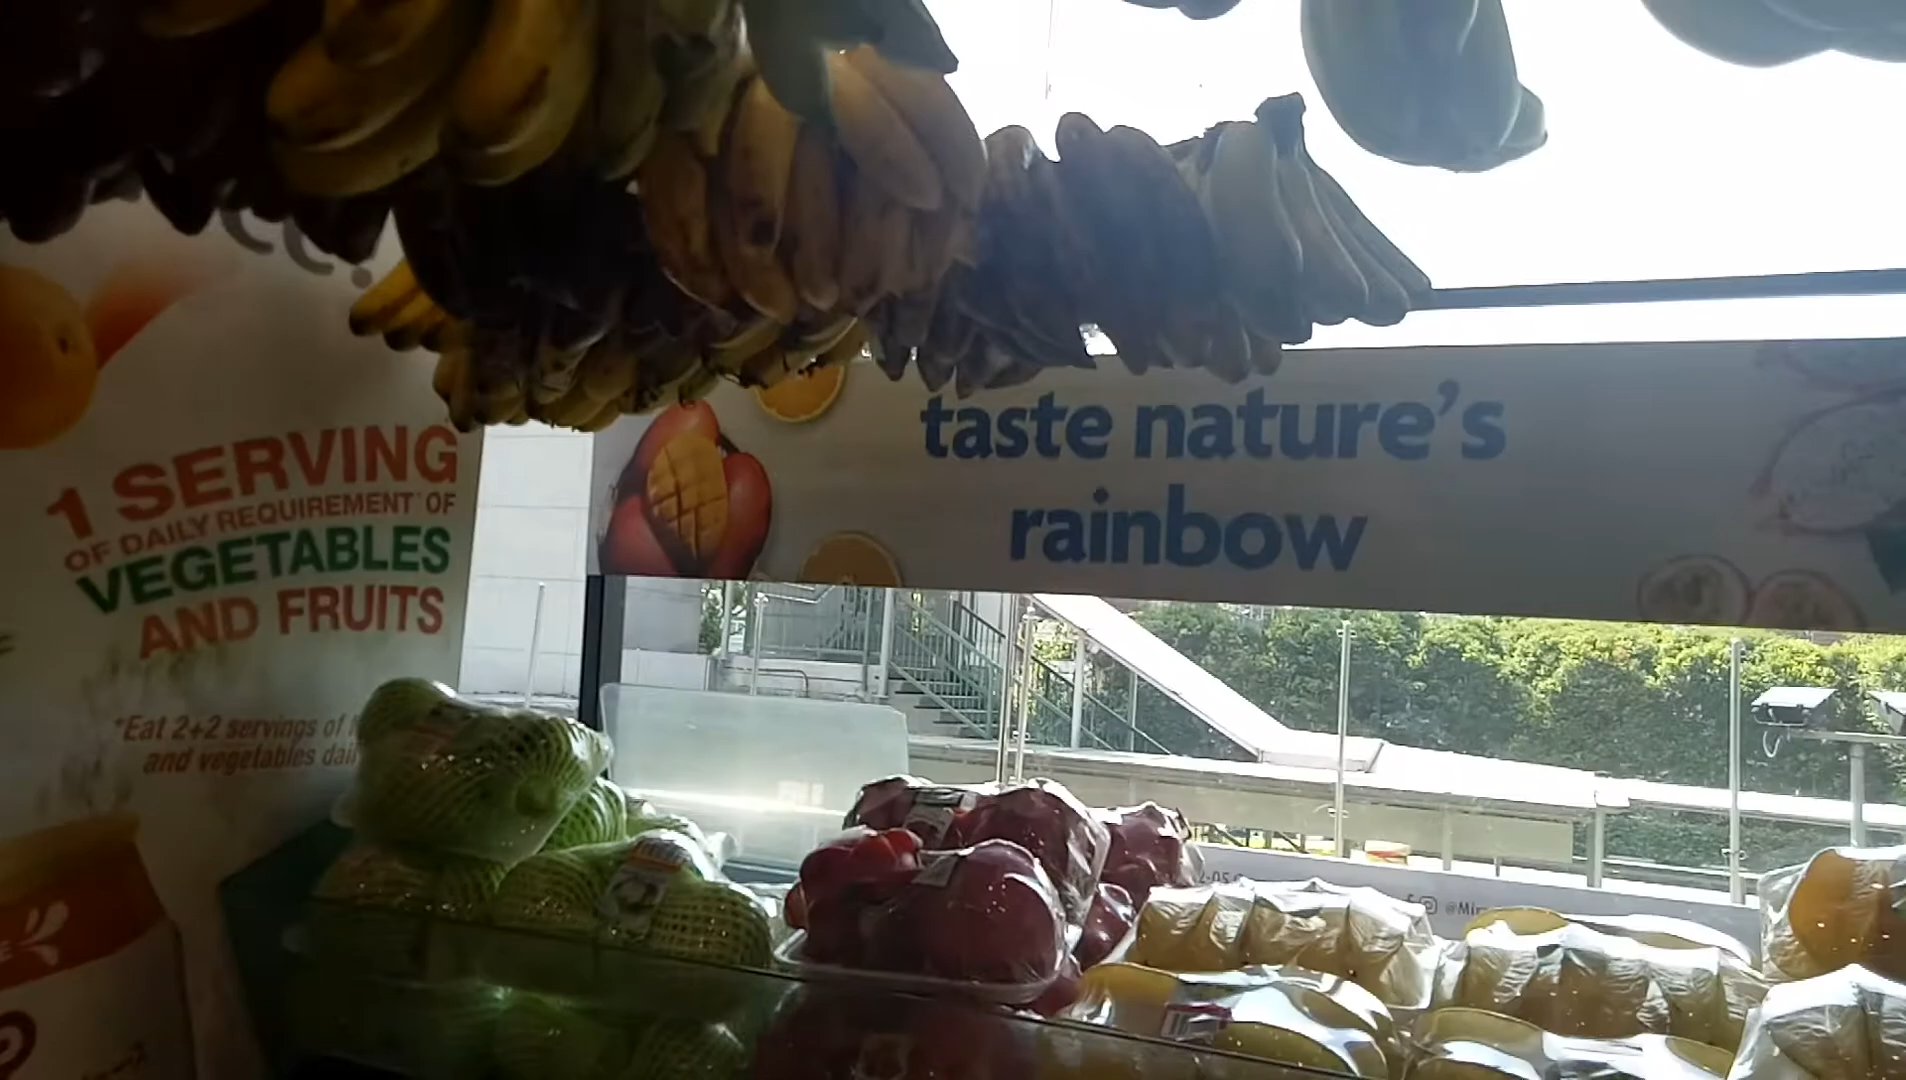 1 SERVING
OF DAILY REQUIREMENT* OF
VEGETABLES
AND FRUITS
*Eat 2+2 servings of
and vegetables
taste nature's
rainbow